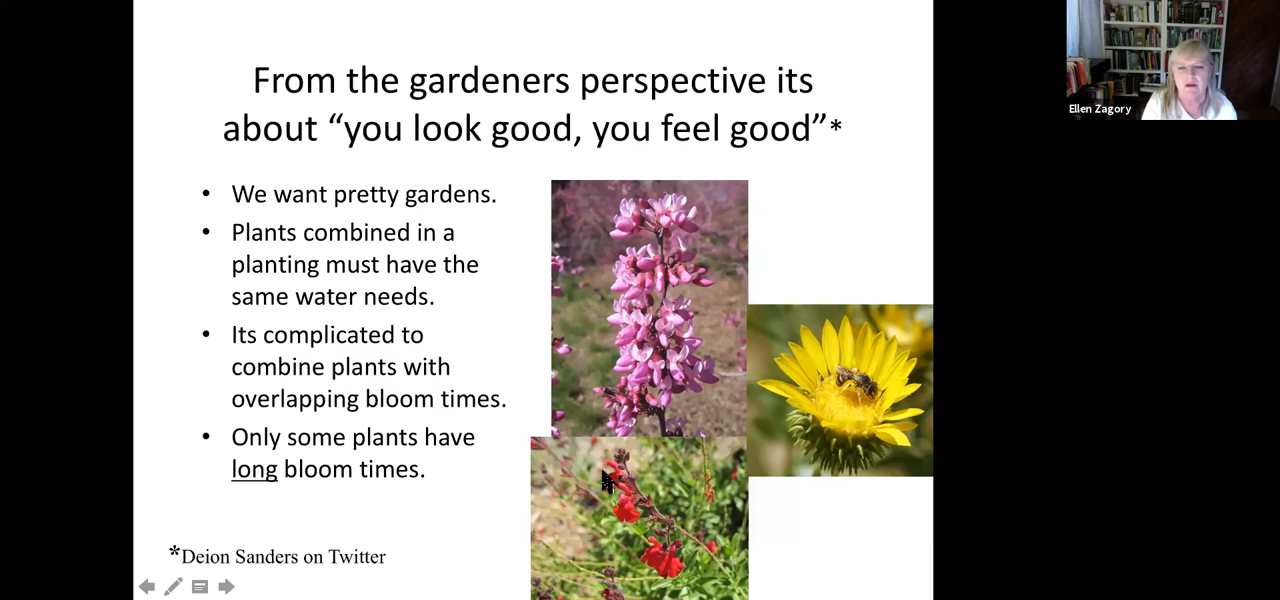 From the gardeners perspective its
about “you look good, you feel good”*
• We want pretty gardens.
• Plants combined in a
planting must have the
same water needs.
• Its complicated to
combine plants with
overlapping bloom times.
• Only some plants have
long bloom times.
*Deion Sanders on Twitter
Ellen Zagory